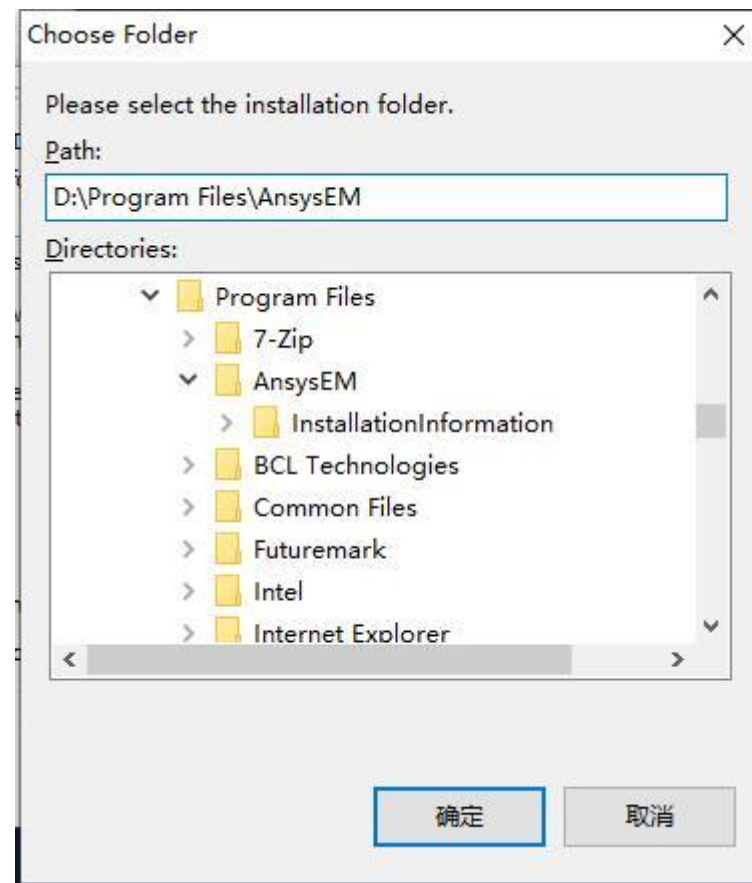 Choose Folder
Please select the installation folder.
Path:
D:\Program Files\AnsysEM
Directories:
Program Files
7-Zip
AnsysEM
InstallationInformation
BCL Technologies
Common Files
Futuremark
Intel
Internet Explorer
确定
取消